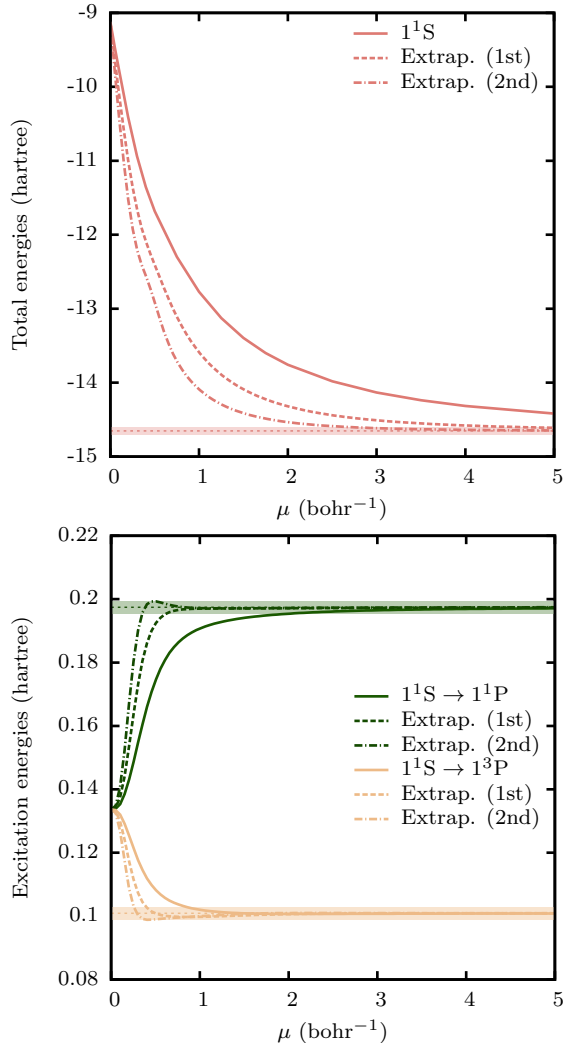 -9
-10
-11
-12
-13
-14
-15
Total energies (hartree)
1¹S
Extrap. (1st)
Extrap. (2nd)
0 1 2 3 4 5
μ (bohr⁻¹)
0.22
0.2
0.18
0.16
0.14
0.12
0.1
0.08
Excitation energies (hartree)
1¹S → 1¹P
Extrap. (1st)
Extrap. (2nd)
1¹S → 1³P
Extrap. (1st)
Extrap. (2nd)
0 1 2 3 4 5
μ (bohr⁻¹)